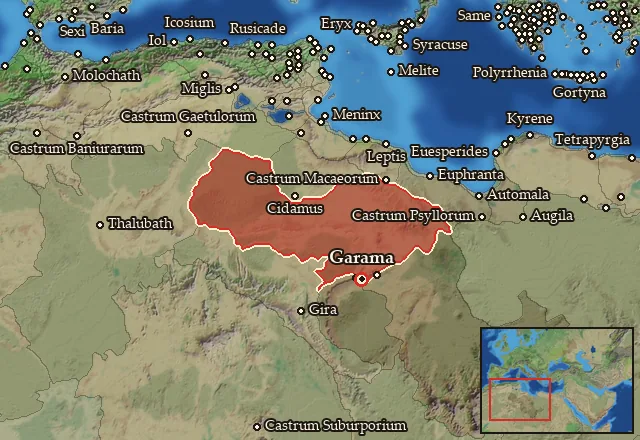 Sexi
Baria
Icosium
Iol
Rusicade
Eryx
Same
Syracuse
Molochath
Miglis
Melite
Polyrrhenia
Gortyna
Castrum Gaetulorum
Meninx
Kyrene
Castrum Baniurarum
Leptis
Euesperides
Tetrapyrgia
Castrum Macaeorum
Euphranta
Cidamus
Automala
Thalubath
Castrum Psyllorum
Augila
Garama
Gira
Castrum Suburporium